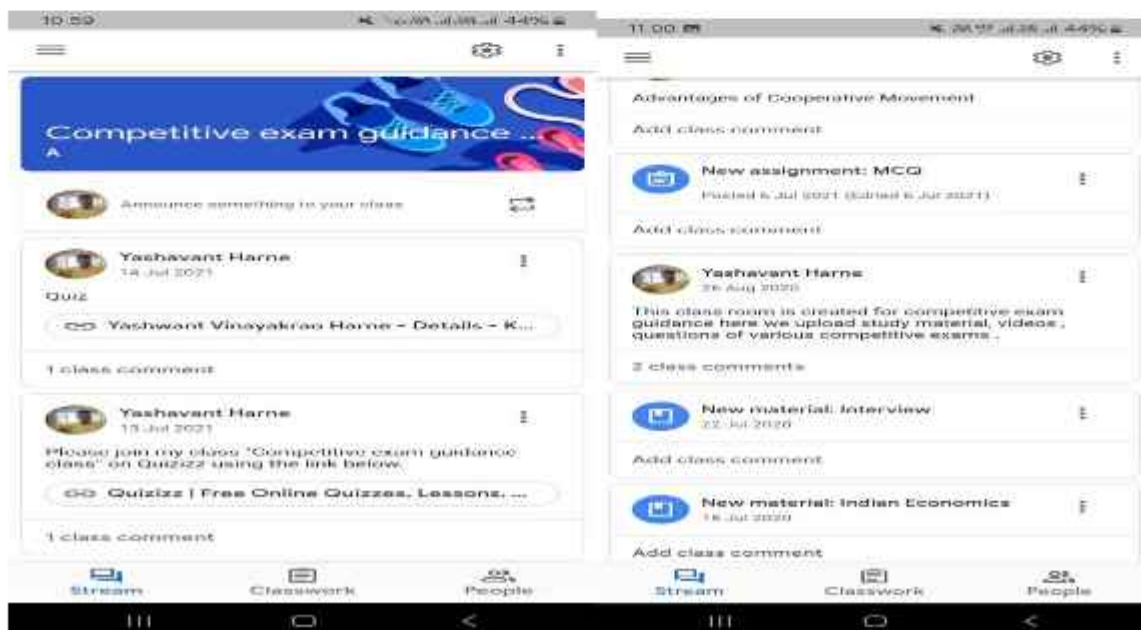 10:59
44%
Competitive exam guidance ...
A
Announce something to your class
Yashavant Harne
14 Jul 2021
Quiz
Yashwant Vinayakrao Harne - Details - K...
1 class comment
Yashavant Harne
13 Jul 2021
Please join my class "Competitive exam guidance
class" on Quizizz using the link below.
Quizizz | Free Online Quizzes, Lessons, ...
1 class comment
Stream
Classwork
People
11:00
44%
Advantages of Cooperative Movement
Add class comment
New assignment: MCQ
Posted 6 Jul 2021 (Edited 6 Jul 2021)
Add class comment
Yashavant Harne
26 Aug 2020
This class room is created for competitive exam
guidance here we upload study material, videos ,
questions of various competitive exams .
2 class comments
New material: Interview
22 Jul 2020
Add class comment
New material: Indian Economics
Jul 2020
Add class comment
Stream
Classwork
People